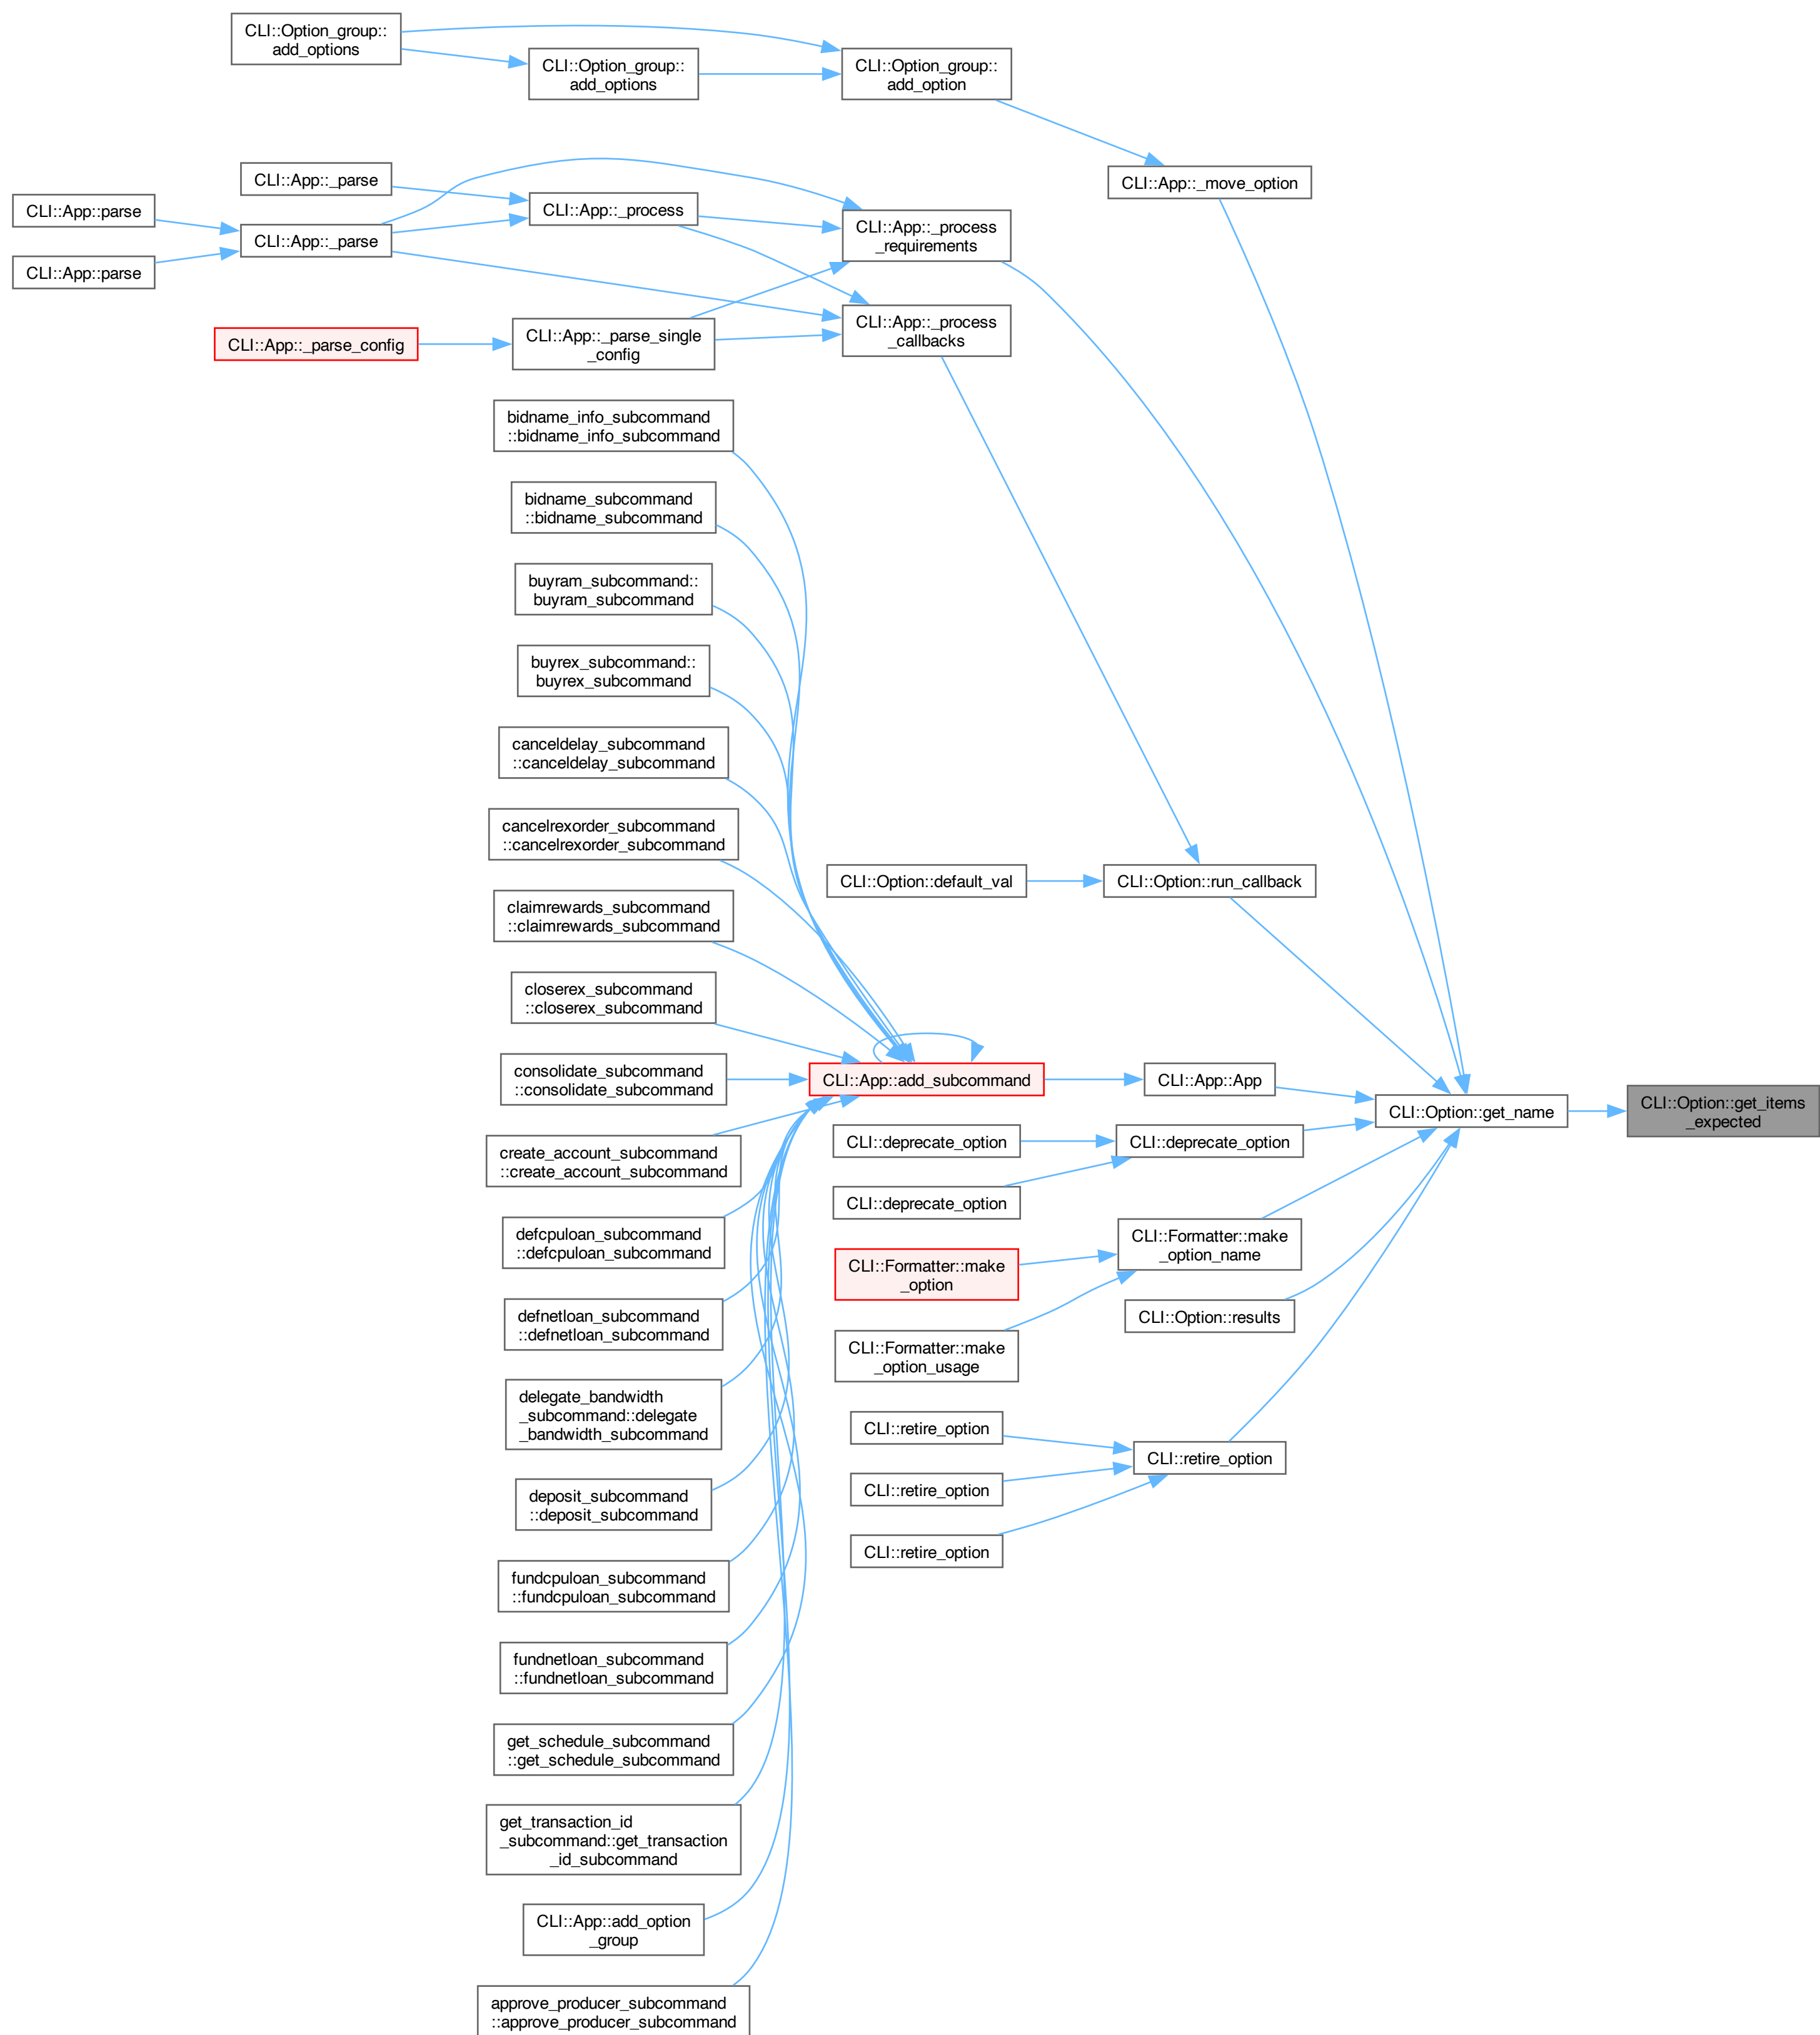 CLI::Option_group::
add_options
CLI::Option_group::
add_options
CLI::Option_group::
add_option
CLI::App::_move_option
CLI::App::_parse
CLI::App::parse
CLI::App::_parse
CLI::App::parse
CLI::App::_process
CLI::App::_process
_requirements
CLI::App::_parse_config
CLI::App::_parse_single
_config
CLI::App::_process
_callbacks
bidname_info_subcommand
::bidname_info_subcommand
bidname_subcommand
::bidname_subcommand
buyram_subcommand::
buyram_subcommand
buyrex_subcommand::
buyrex_subcommand
canceldelay_subcommand
::canceldelay_subcommand
cancelrexorder_subcommand
::cancelrexorder_subcommand
CLI::Option::default_val
CLI::Option::run_callback
claimrewards_subcommand
::claimrewards_subcommand
closerex_subcommand
::closerex_subcommand
consolidate_subcommand
::consolidate_subcommand
CLI::App::add_subcommand
CLI::App::App
CLI::Option::get_name
CLI::Option::get_items
_expected
create_account_subcommand
::create_account_subcommand
CLI::deprecate_option
CLI::deprecate_option
CLI::deprecate_option
defcpuloan_subcommand
::defcpuloan_subcommand
CLI::Formatter::make
_option
CLI::Formatter::make
_option_name
defnetloan_subcommand
::defnetloan_subcommand
CLI::Formatter::make
_option_usage
CLI::Option::results
delegate_bandwidth
_subcommand::delegate
_bandwidth_subcommand
CLI::retire_option
CLI::retire_option
CLI::retire_option
CLI::retire_option
deposit_subcommand
::deposit_subcommand
fundcpuloan_subcommand
::fundcpuloan_subcommand
fundnetloan_subcommand
::fundnetloan_subcommand
get_schedule_subcommand
::get_schedule_subcommand
get_transaction_id
_subcommand::get_transaction
_id_subcommand
CLI::App::add_option
_group
approve_producer_subcommand
::approve_producer_subcommand